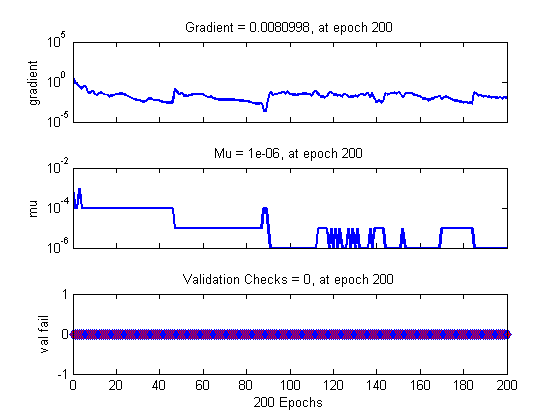 Gradient = 0.0080998, at epoch 200
10^5
10^0
10^-5
gradient
Mu = 1e-06, at epoch 200
10^-2
10^-4
10^-6
mu
Validation Checks = 0, at epoch 200
1
0
-1
val fail
0 20 40 60 80 100 120 140 160 180 200
200 Epochs